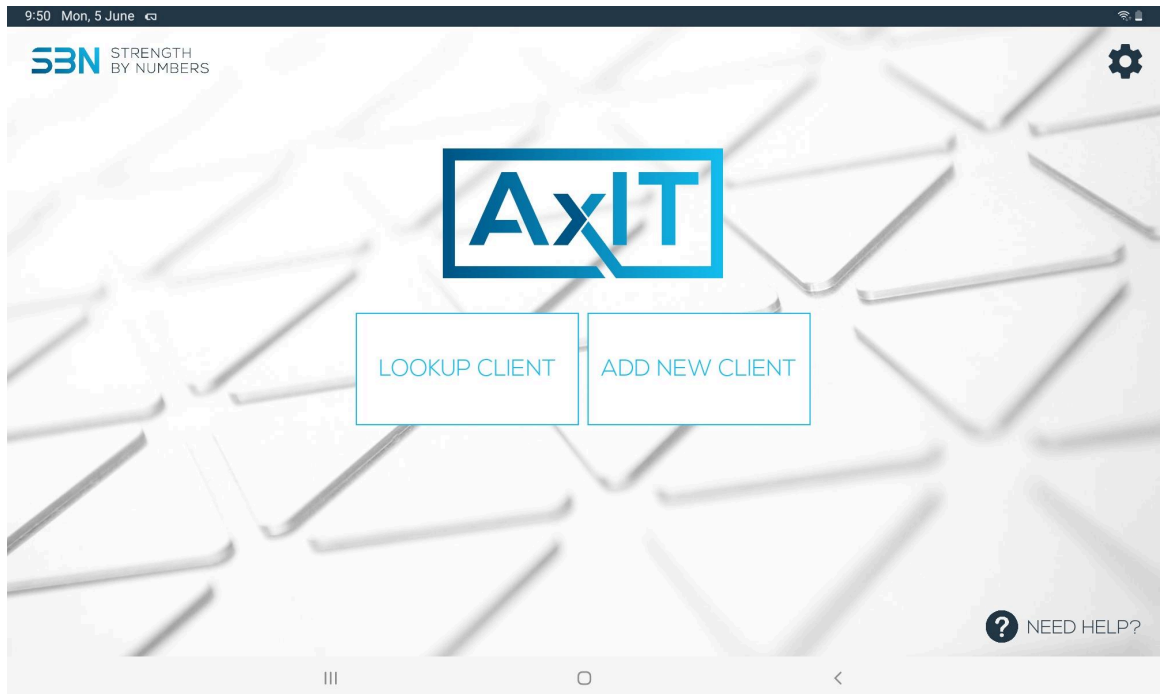 9:50 Mon, 5 June
SBN STRENGTH
BY NUMBERS
AxIT
LOOKUP CLIENT
ADD NEW CLIENT
? NEED HELP?